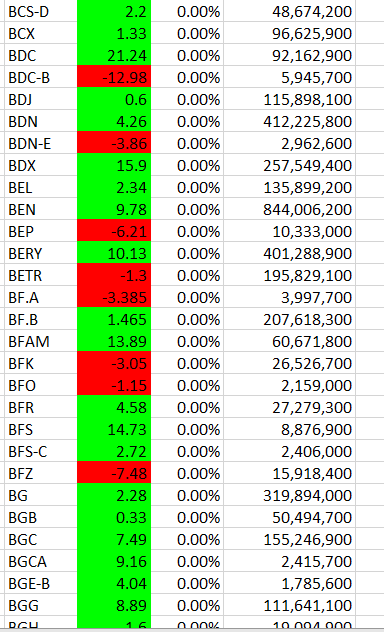 BCS-D 2.2 0.00% 48,674,200
BCX 1.33 0.00% 96,625,900
BDC 21.24 0.00% 92,162,900
BDC-B -12.98 0.00% 5,945,700
BDJ 0.6 0.00% 115,898,100
BDN 4.26 0.00% 412,225,800
BDN-E -3.86 0.00% 2,962,600
BDX 15.9 0.00% 257,549,400
BEL 2.34 0.00% 135,899,200
BEN 9.78 0.00% 844,006,200
BEP -6.21 0.00% 10,333,000
BERY 10.13 0.00% 401,288,900
BETR -1.3 0.00% 195,829,100
BF.A -3.385 0.00% 3,997,700
BF.B 1.465 0.00% 207,618,300
BFAM 13.89 0.00% 60,671,800
BFK -3.05 0.00% 26,526,700
BFO -1.15 0.00% 2,159,000
BFR 4.58 0.00% 27,279,300
BFS 14.73 0.00% 8,876,900
BFS-C 2.72 0.00% 2,406,000
BFZ -7.48 0.00% 15,918,400
BG 2.28 0.00% 319,894,000
BGB 0.33 0.00% 50,494,700
BGC 7.49 0.00% 155,246,900
BGCA 9.16 0.00% 2,415,700
BGE-B 4.04 0.00% 1,785,600
BGG 8.89 0.00% 111,641,100
BGH 1.6 0.00% 19,094,900